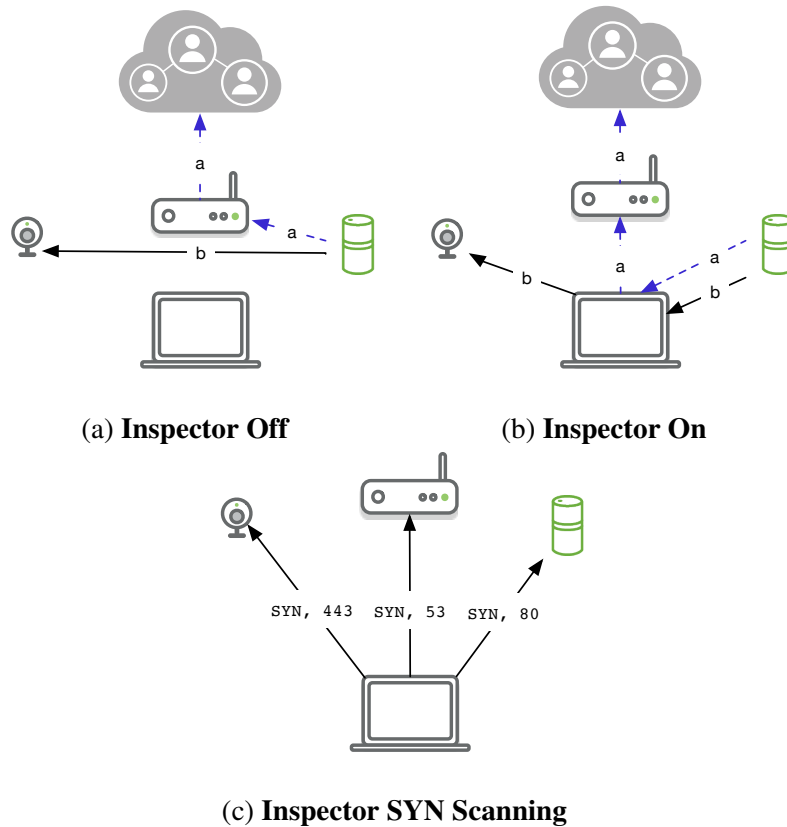 a
a
b
(a) Inspector Off
a
a
a
b
b
(b) Inspector On
SYN, 443
SYN, 53
SYN, 80
(c) Inspector SYN Scanning